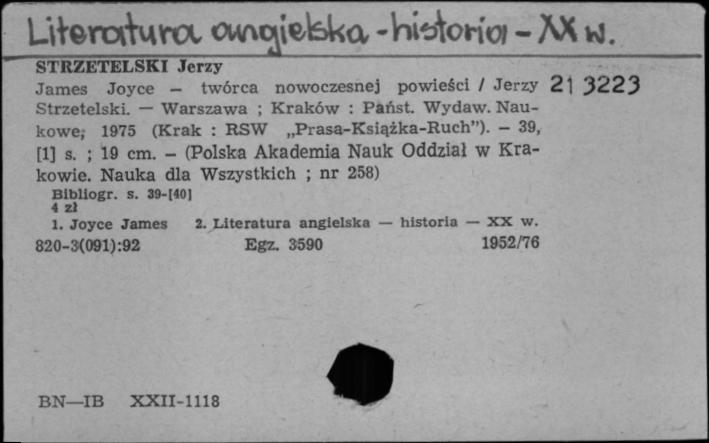 Literatura angielska - historia - XX w.
STRZETELSKI Jerzy
James Joyce — twórca nowoczesnej powieści / Jerzy 21 3223
Strzetelski. — Warszawa ; Kraków : Państ. Wydaw. Nau-
kowe, 1975 (Krak : RSW „Prasa-Książka-Ruch”). — 39,
[1] s. ; 19 cm. — (Polska Akademia Nauk Oddział w Kra-
kowie. Nauka dla Wszystkich ; nr 258)
Bibliogr. s. 39-[40]
4 zł
1. Joyce James 2. Literatura angielska — historia — XX w.
820-3(091):92 Egz. 3590 1952/76
BN—IB XXII-1118